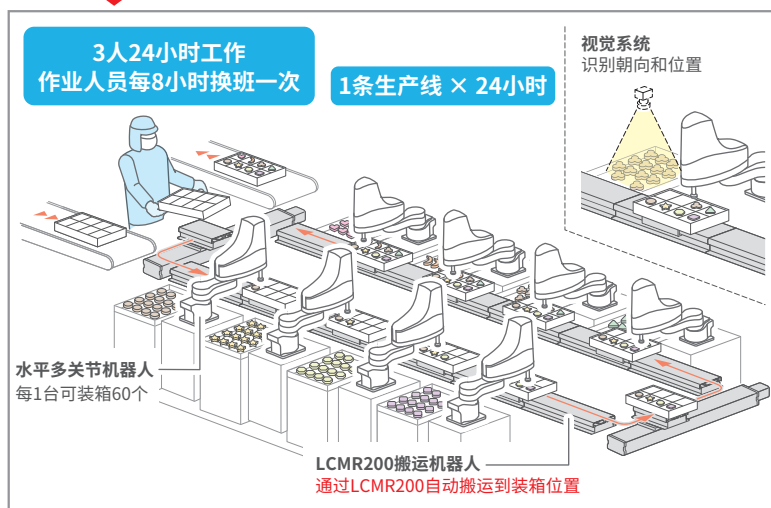 3人24小时工作
作业人员每8小时换班一次
1条生产线 × 24小时
视觉系统
识别朝向和位置
水平多关节机器人
每1台可装箱60个
LCMR200搬运机器人
通过LCMR200自动搬运到装箱位置